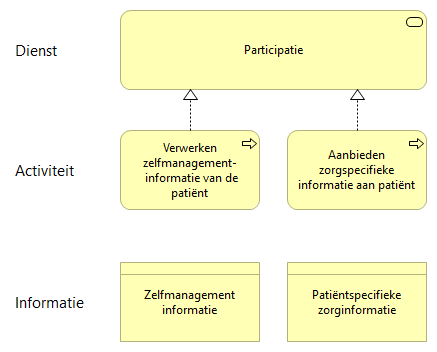 Dienst
Participatie
Activiteit
Verwerken
zelfmanagement-
informatie van de
patiënt
Aanbieden
zorgspecifieke
informatie aan patiënt
Informatie
Zelfmanagement
informatie
Patiëntspecifieke
zorginformatie